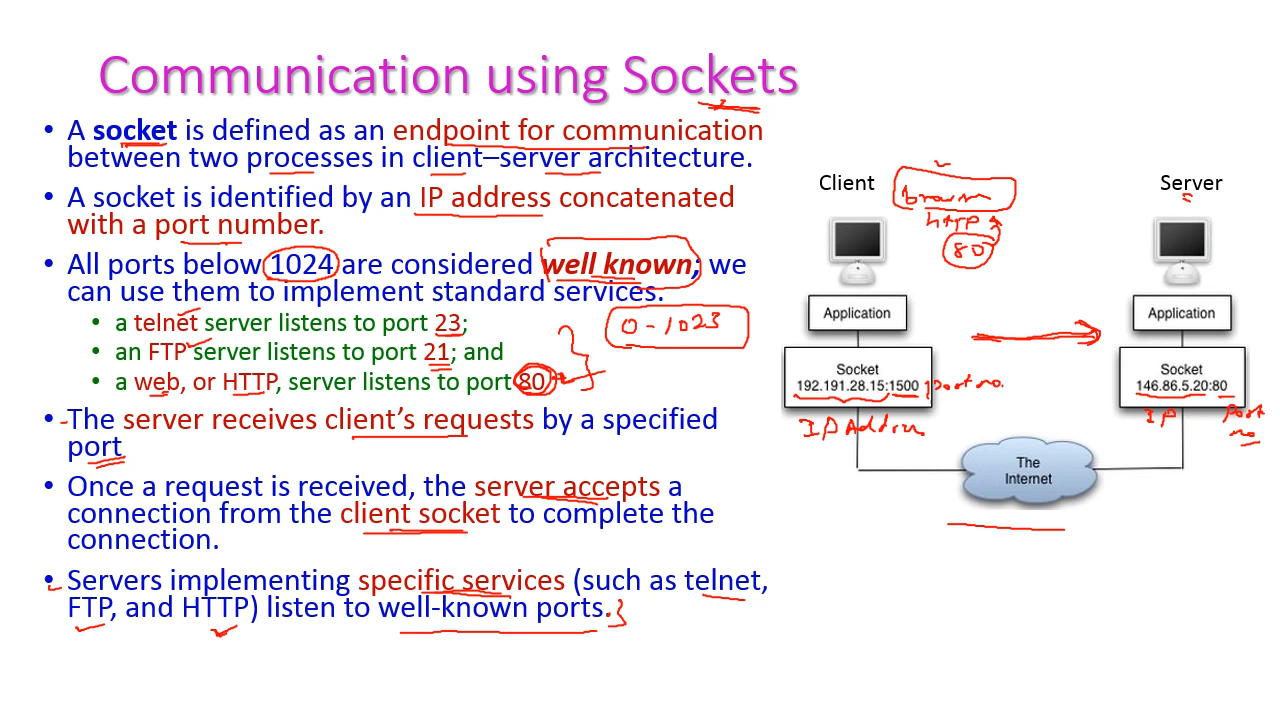 Communication using Sockets
• A socket is defined as an endpoint for communication
between two processes in client–server architecture.
• A socket is identified by an IP address concatenated
with a port number.
• All ports below 1024 are considered well known; we
can use them to implement standard services.
• a telnet server listens to port 23;
• an FTP server listens to port 21; and
• a web, or HTTP, server listens to port 80
0-1023
-The server receives client’s requests by a specified
port
• Once a request is received, the server accepts a
connection from the client socket to complete the
connection.
• Servers implementing specific services (such as telnet,
FTP, and HTTP) listen to well-known ports.
Client
http
80
Server
Application
Application
Socket
192.191.28.15:1500
Port no.
IP Address
Socket
146.86.5.20:80
IP
Port
no
The
Internet